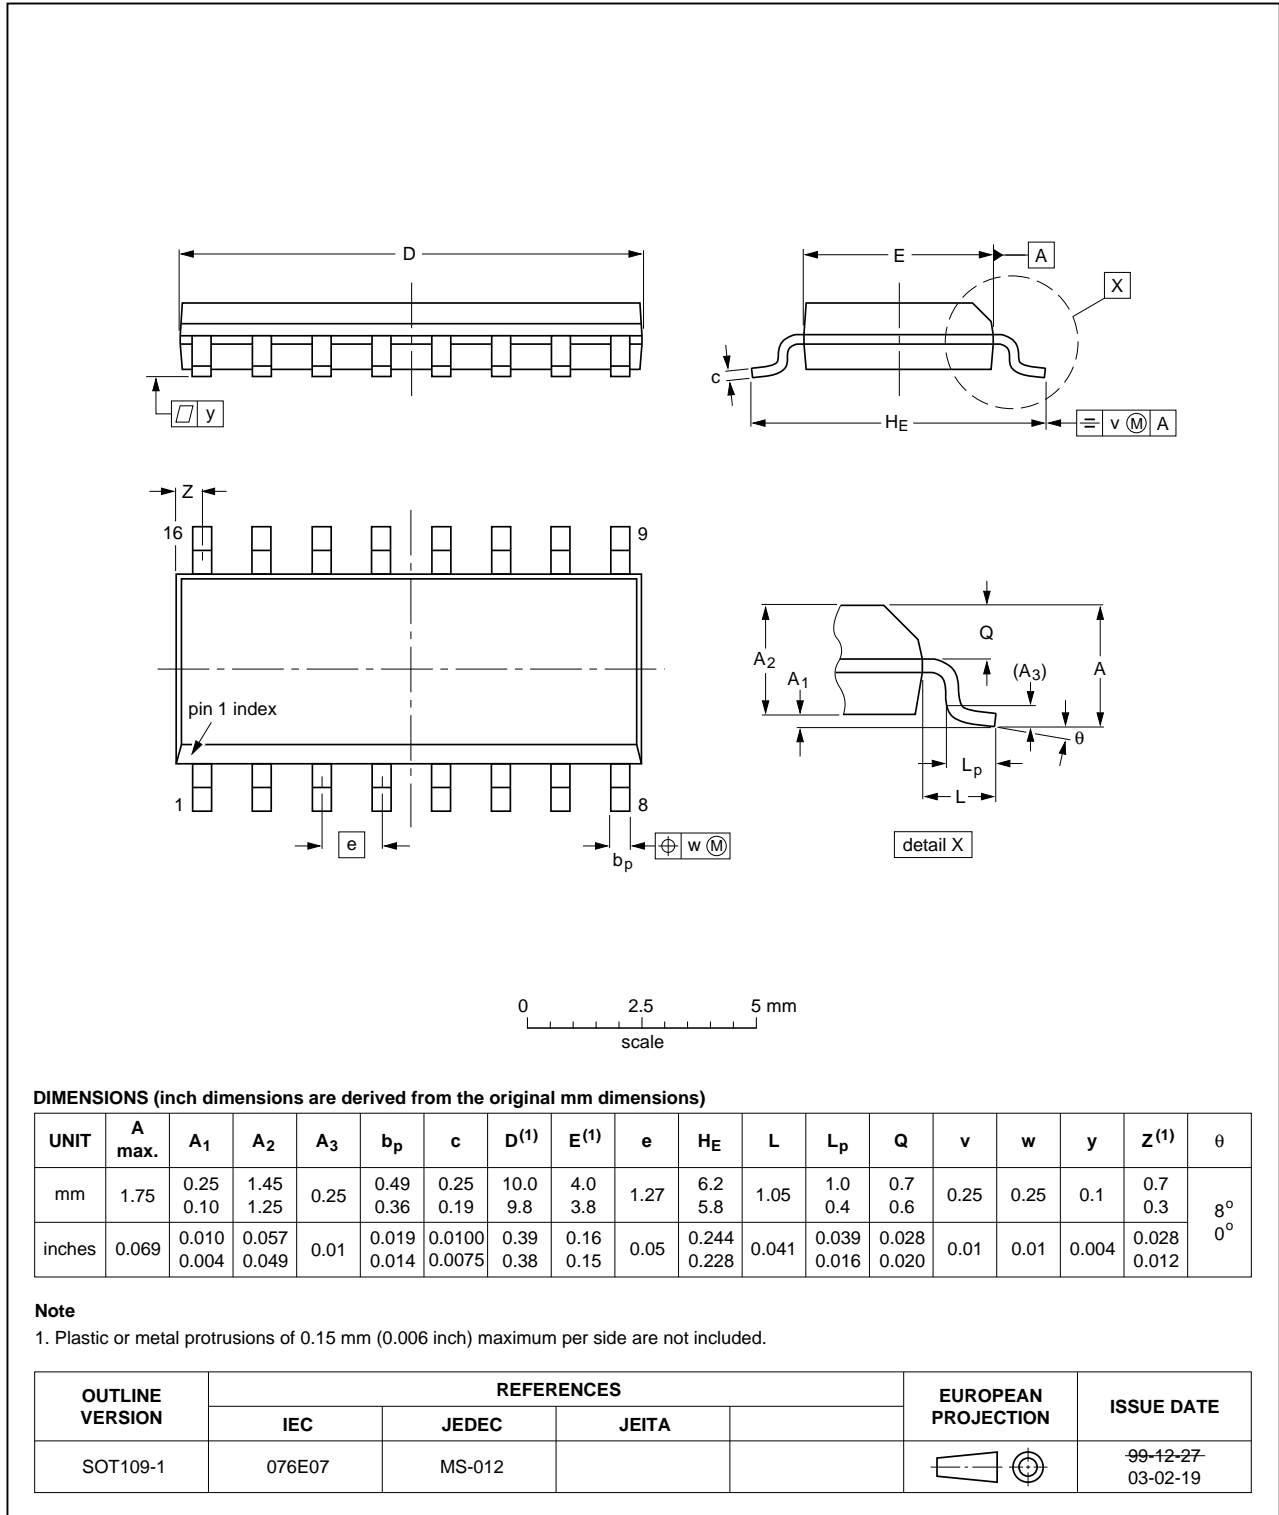 D
E
A
X
c
y
HE
v M A
Z
16
9
pin 1 index
1
8
e
bp
w M
Q
A2
A1
(A3)
A
θ
Lp
L
detail X
0 2.5 5 mm
scale
DIMENSIONS (inch dimensions are derived from the original mm dimensions)
UNIT A max. A1 A2 A3 bp c D(1) E(1) e HE L Lp Q v w y Z(1) θ
mm 1.75 0.25 0.10 1.45 1.25 0.25 0.49 0.36 0.25 0.19 10.0 9.8 4.0 3.8 1.27 6.2 5.8 1.05 1.0 0.4 0.7 0.6 0.25 0.25 0.1 0.7 0.3 8° 0°
inches 0.069 0.010 0.004 0.057 0.049 0.01 0.019 0.014 0.0100 0.0075 0.39 0.38 0.16 0.15 0.05 0.244 0.228 0.041 0.039 0.016 0.028 0.020 0.01 0.01 0.004 0.028 0.012
Note
1. Plastic or metal protrusions of 0.15 mm (0.006 inch) maximum per side are not included.
OUTLINE VERSION REFERENCES EUROPEAN PROJECTION ISSUE DATE
IEC JEDEC JEITA
SOT109-1 076E07 MS-012 99-12-27
03-02-19